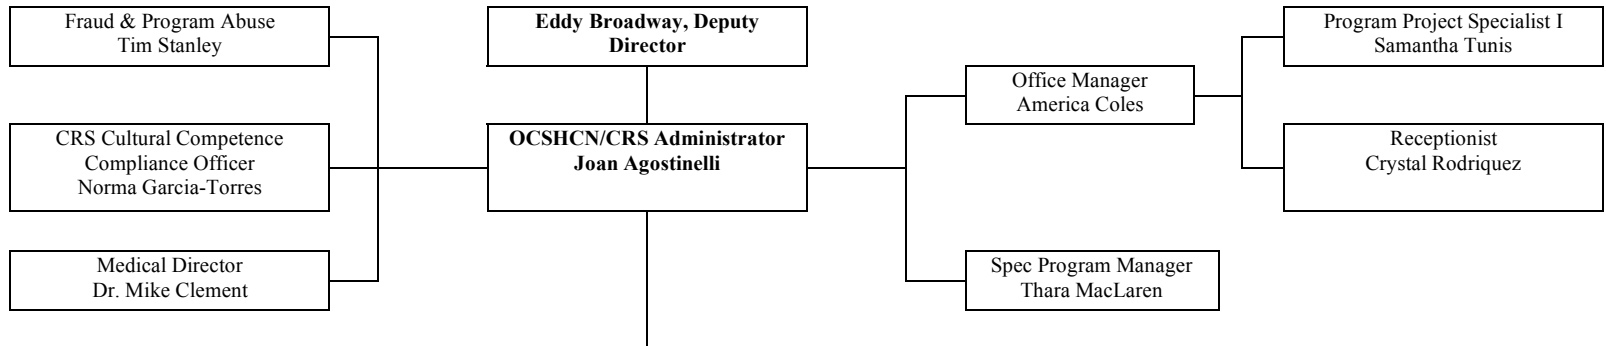 Fraud & Program Abuse
Tim Stanley
Eddy Broadway, Deputy
Director
Program Project Specialist I
Samantha Tunis
Office Manager
America Coles
CRS Cultural Competence
Compliance Officer
Norma Garcia-Torres
OCSHCN/CRS Administrator
Joan Agostinelli
Receptionist
Crystal Rodriquez
Medical Director
Dr. Mike Clement
Spec Program Manager
Thara MacLaren